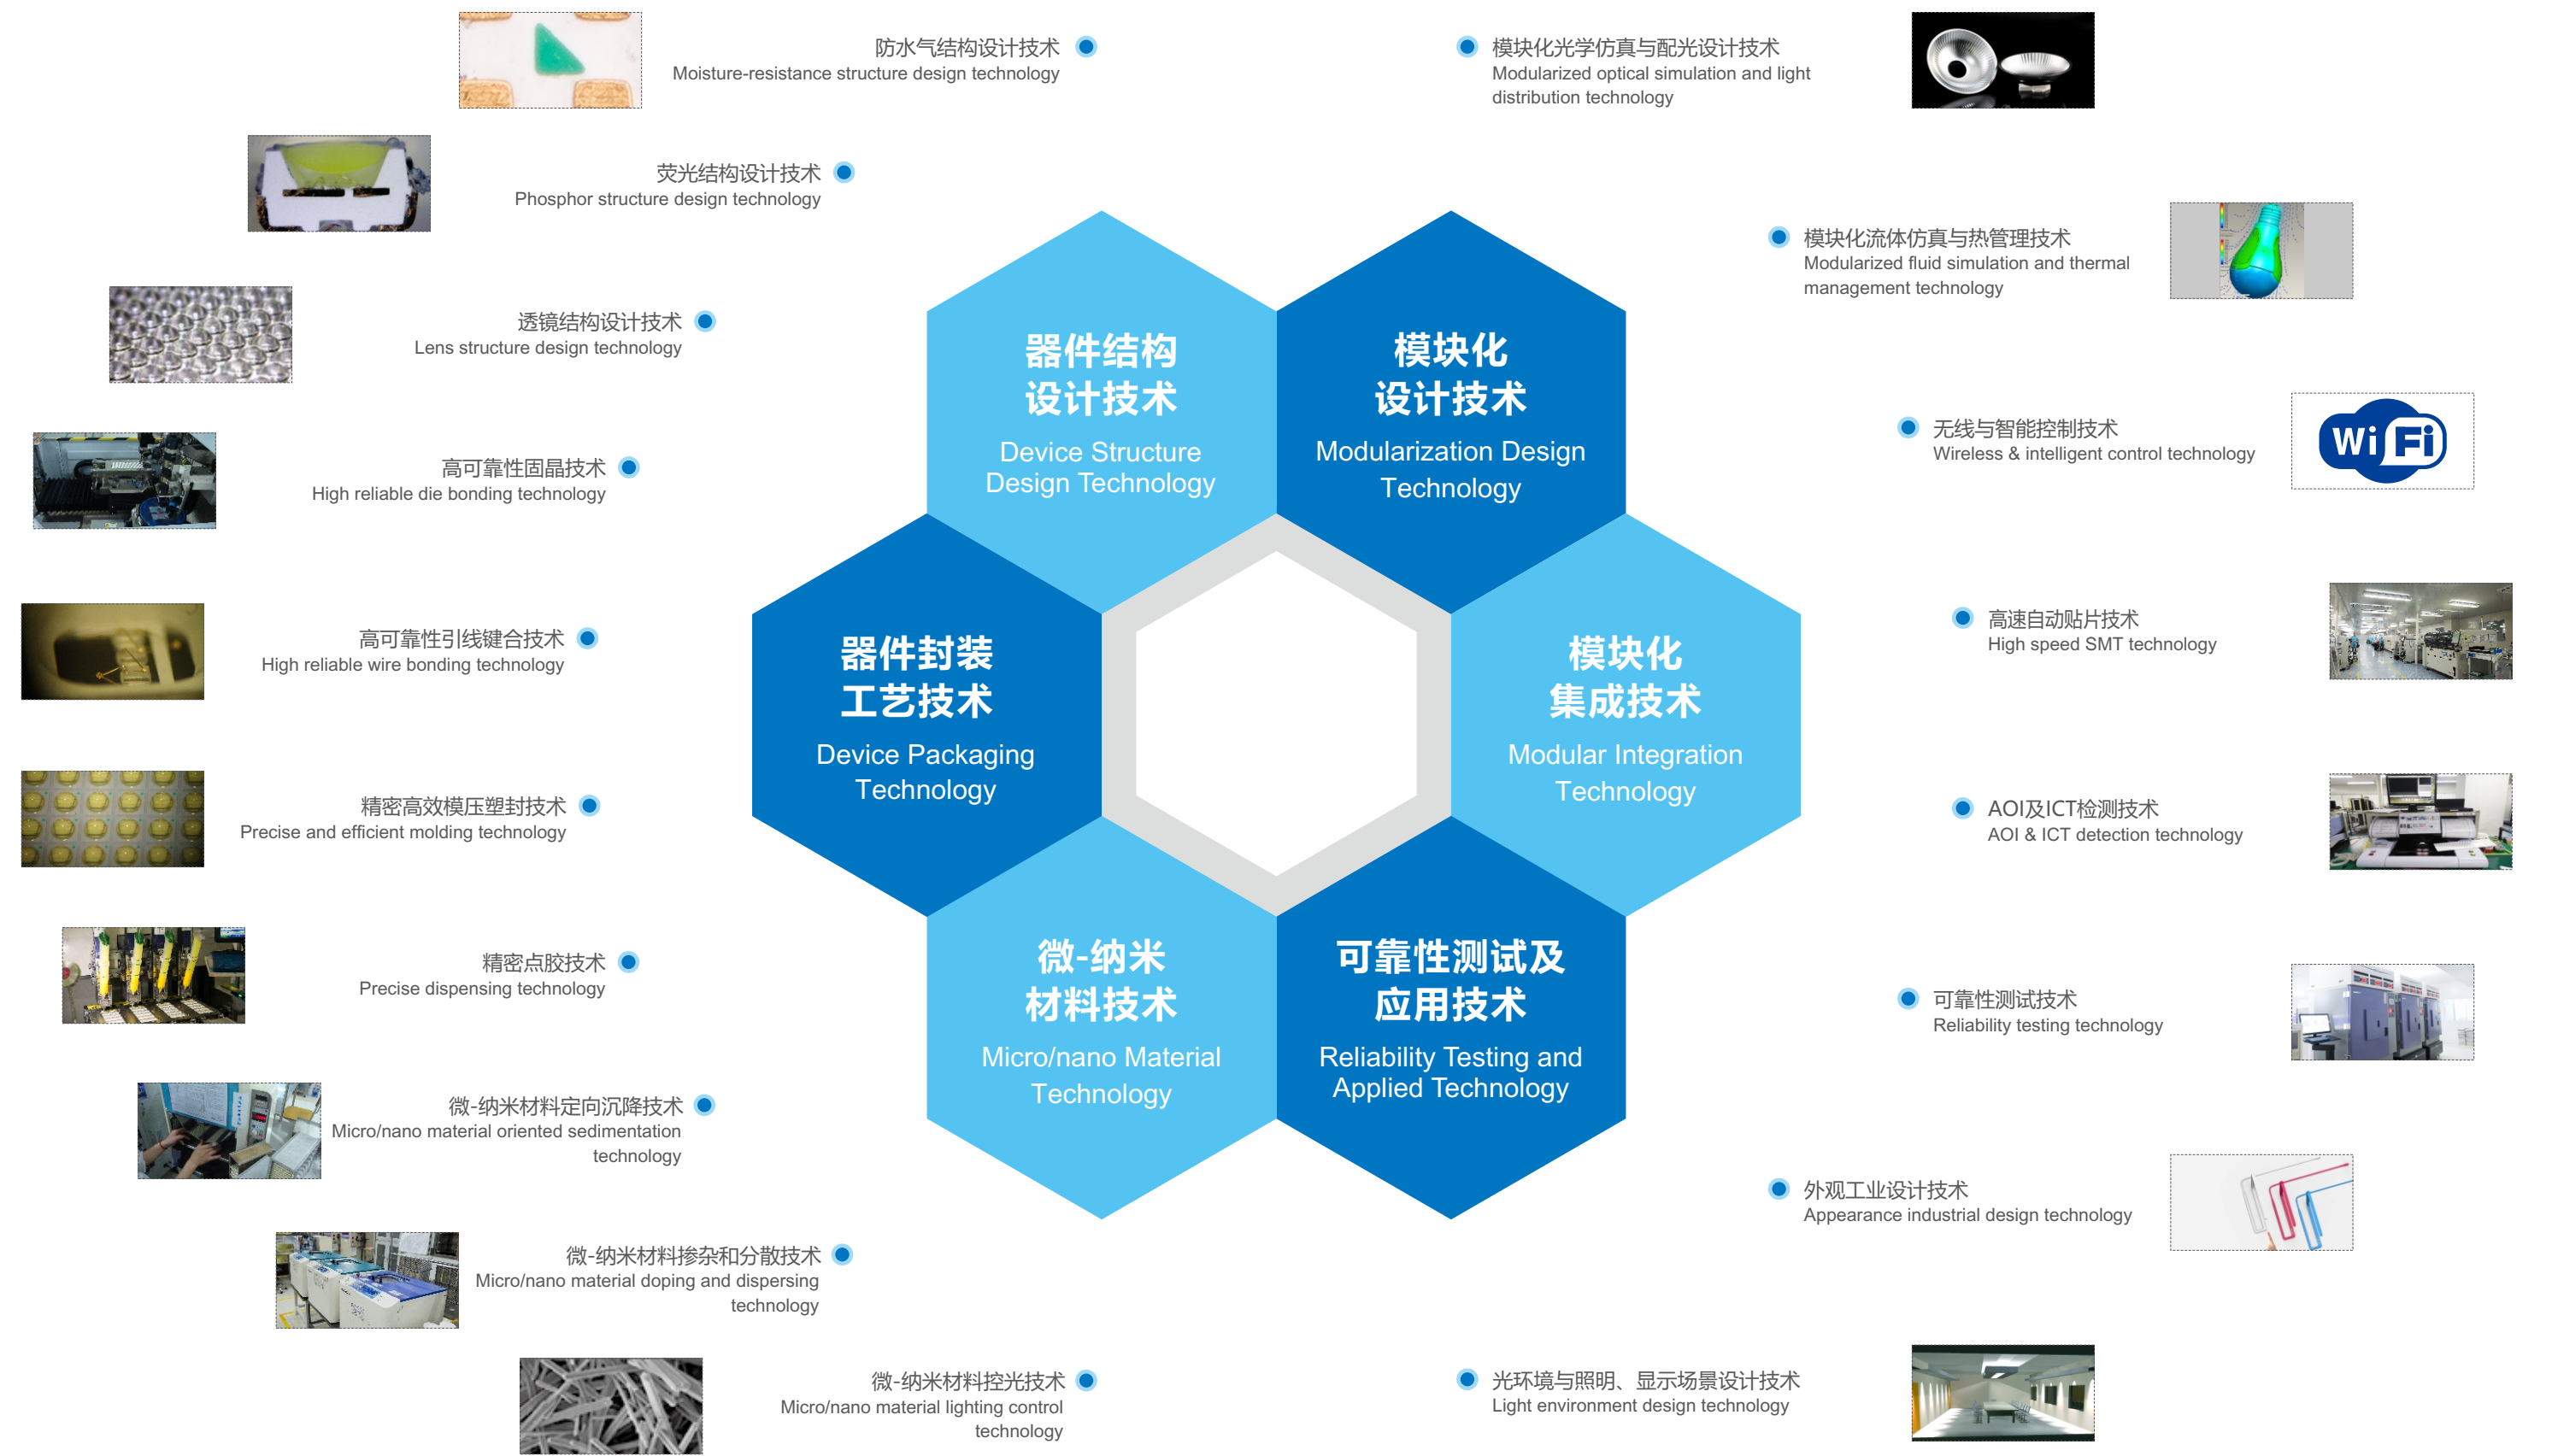 防水气结构设计技术
Moisture-resistance structure design technology
荧光结构设计技术
Phosphor structure design technology
透镜结构设计技术
Lens structure design technology
高可靠性固晶技术
High reliable die bonding technology
高可靠性引线键合技术
High reliable wire bonding technology
精密高效模压塑封技术
Precise and efficient molding technology
精密点胶技术
Precise dispensing technology
微-纳米材料定向沉降技术
Micro/nano material oriented sedimentation
technology
微-纳米材料掺杂和分散技术
Micro/nano material doping and dispersing
technology
微-纳米材料控光技术
Micro/nano material lighting control
technology
器件结构
设计技术
Device Structure
Design Technology
模块化
设计技术
Modularization Design
Technology
器件封装
工艺技术
Device Packaging
Technology
模块化
集成技术
Modular Integration
Technology
微-纳米
材料技术
Micro/nano Material
Technology
可靠性测试及
应用技术
Reliability Testing and
Applied Technology
模块化光学仿真与配光设计技术
Modularized optical simulation and light
distribution technology
模块化流体仿真与热管理技术
Modularized fluid simulation and thermal
management technology
无线与智能控制技术
Wireless & intelligent control technology
Wi Fi
高速自动贴片技术
High speed SMT technology
AOI及ICT检测技术
AOI & ICT detection technology
可靠性测试技术
Reliability testing technology
外观工业设计技术
Appearance industrial design technology
光环境与照明、显示场景设计技术
Light environment design technology